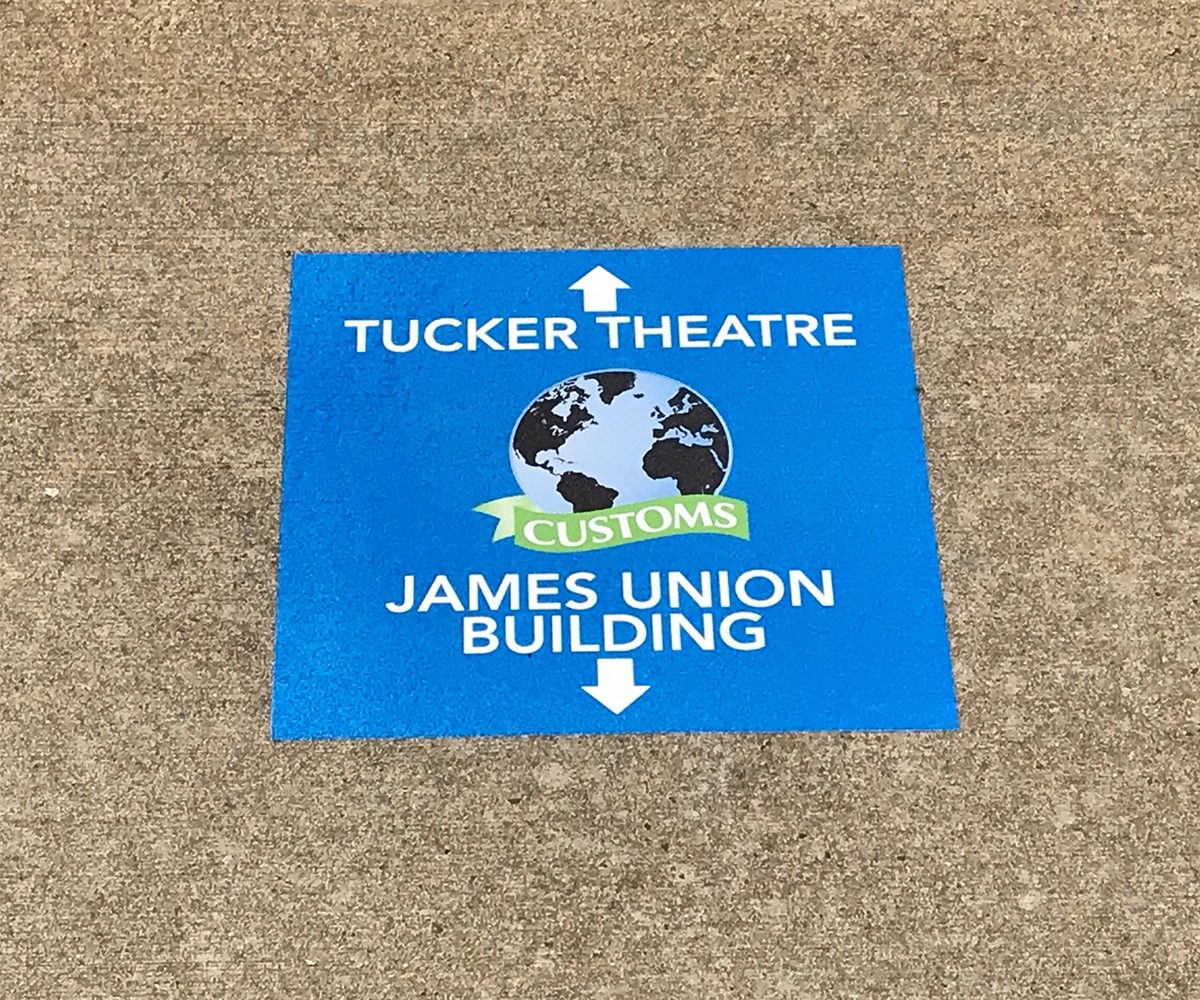 TUCKER THEATRE
CUSTOMS
JAMES UNION
BUILDING